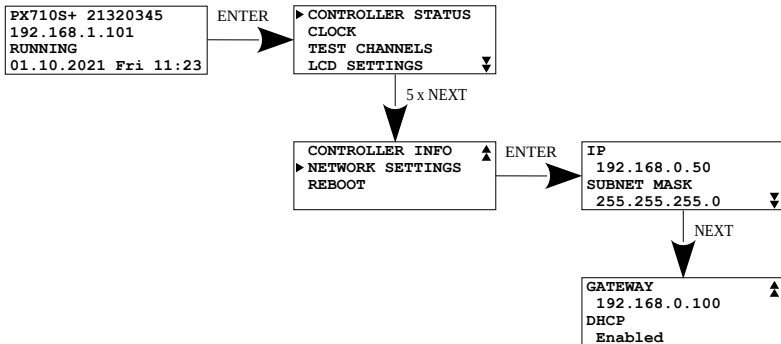 PX710S+ 21320345
192.168.1.101
RUNNING
01.10.2021 Fri 11:23
ENTER
CONTROLLER STATUS
CLOCK
TEST CHANNELS
LCD SETTINGS
5 x NEXT
CONTROLLER INFO
NETWORK SETTINGS
REBOOT
ENTER
IP
192.168.0.50
SUBNET MASK
255.255.255.0
NEXT
GATEWAY
192.168.0.100
DHCP
Enabled